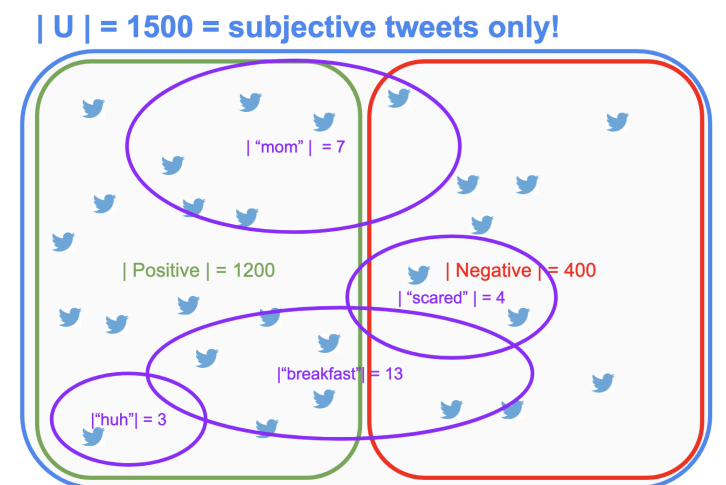 | U | = 1500 = subjective tweets only!
| “mom” | = 7
| Positive | = 1200
| Negative | = 400
| “scared” | = 4
|“breakfast”| = 13
|“huh”| = 3